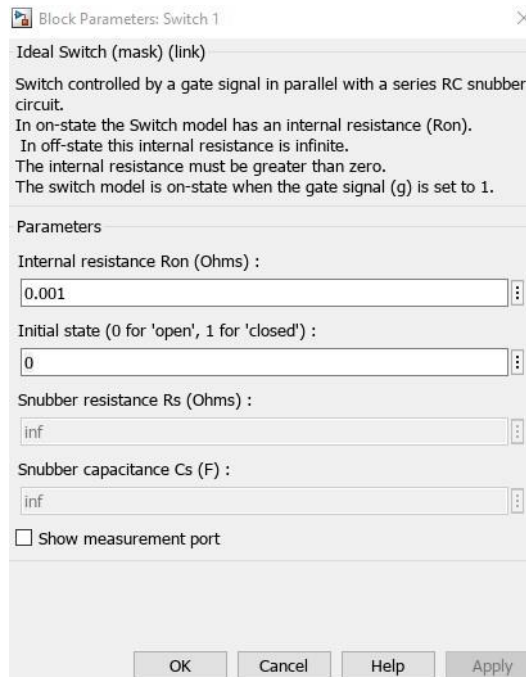 Block Parameters: Switch 1
Ideal Switch (mask) (link)
Switch controlled by a gate signal in parallel with a series RC snubber
circuit.
In on-state the Switch model has an internal resistance (Ron).
In off-state this internal resistance is infinite.
The internal resistance must be greater than zero.
The switch model is on-state when the gate signal (g) is set to 1.
Parameters
Internal resistance Ron (Ohms) :
0.001
Initial state (0 for 'open', 1 for 'closed') :
0
Snubber resistance Rs (Ohms) :
inf
Snubber capacitance Cs (F) :
inf
Show measurement port
OK Cancel Help Apply